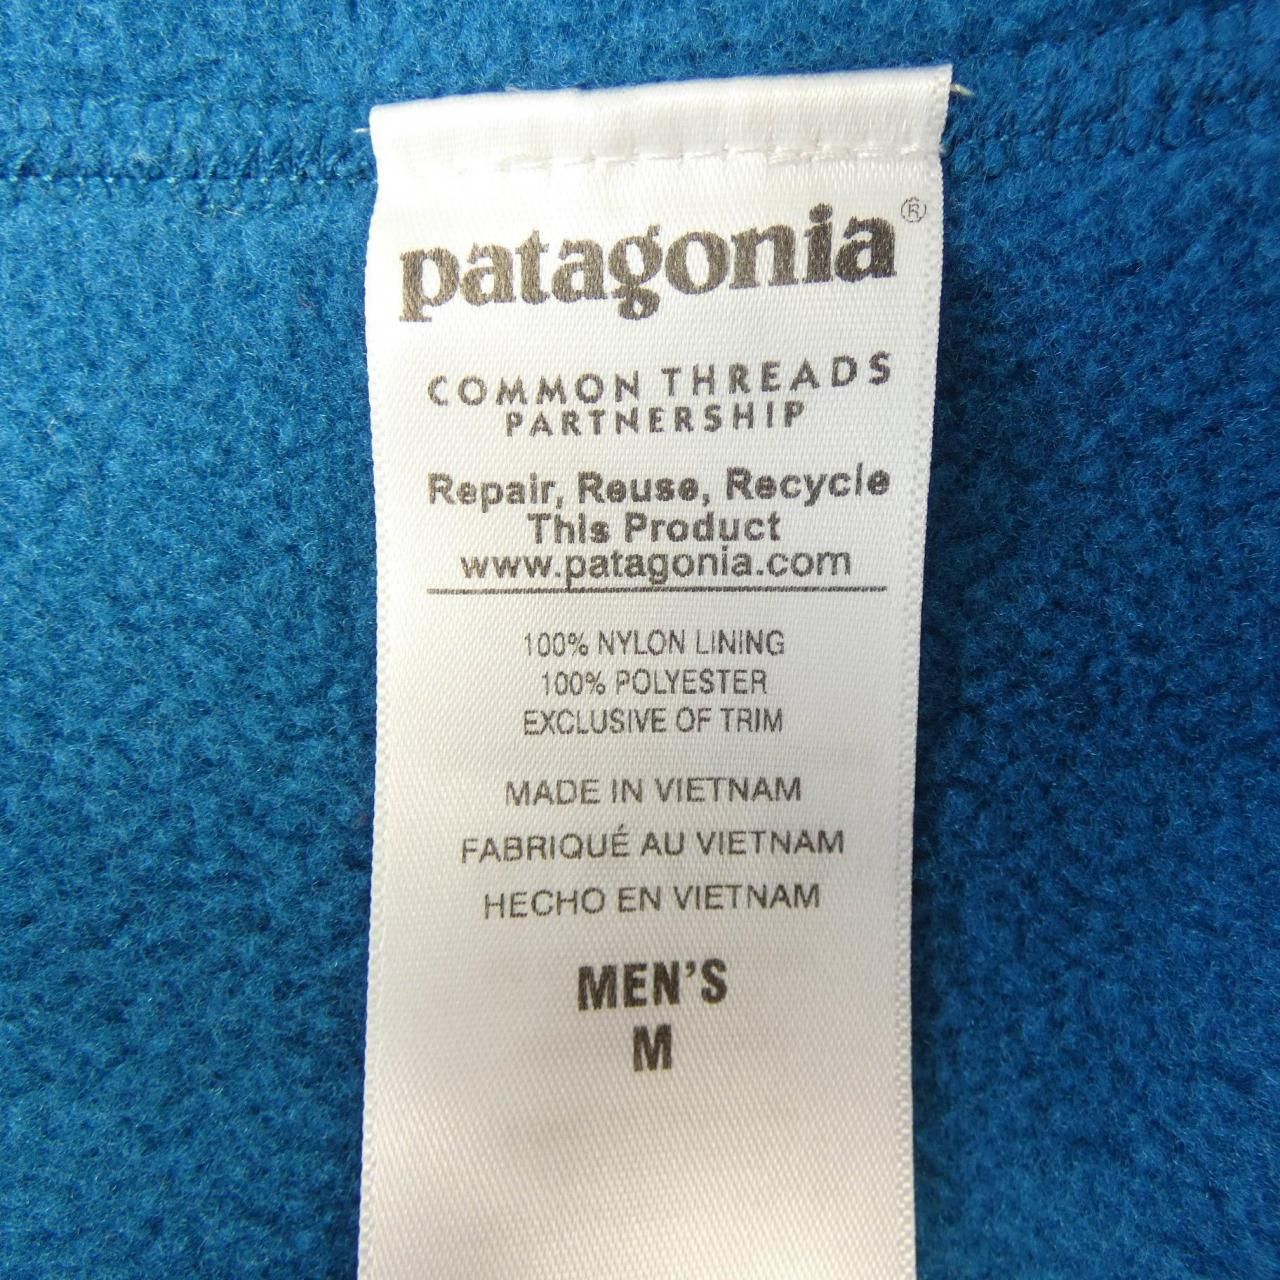 patagonia®
COMMON THREADS
PARTNERSHIP
Repair, Reuse, Recycle
This Product
www.patagonia.com
100% NYLON LINING
100% POLYESTER
EXCLUSIVE OF TRIM
MADE IN VIETNAM
FABRIQUÉ AU VIETNAM
HECHO EN VIETNAM
MEN'S
M